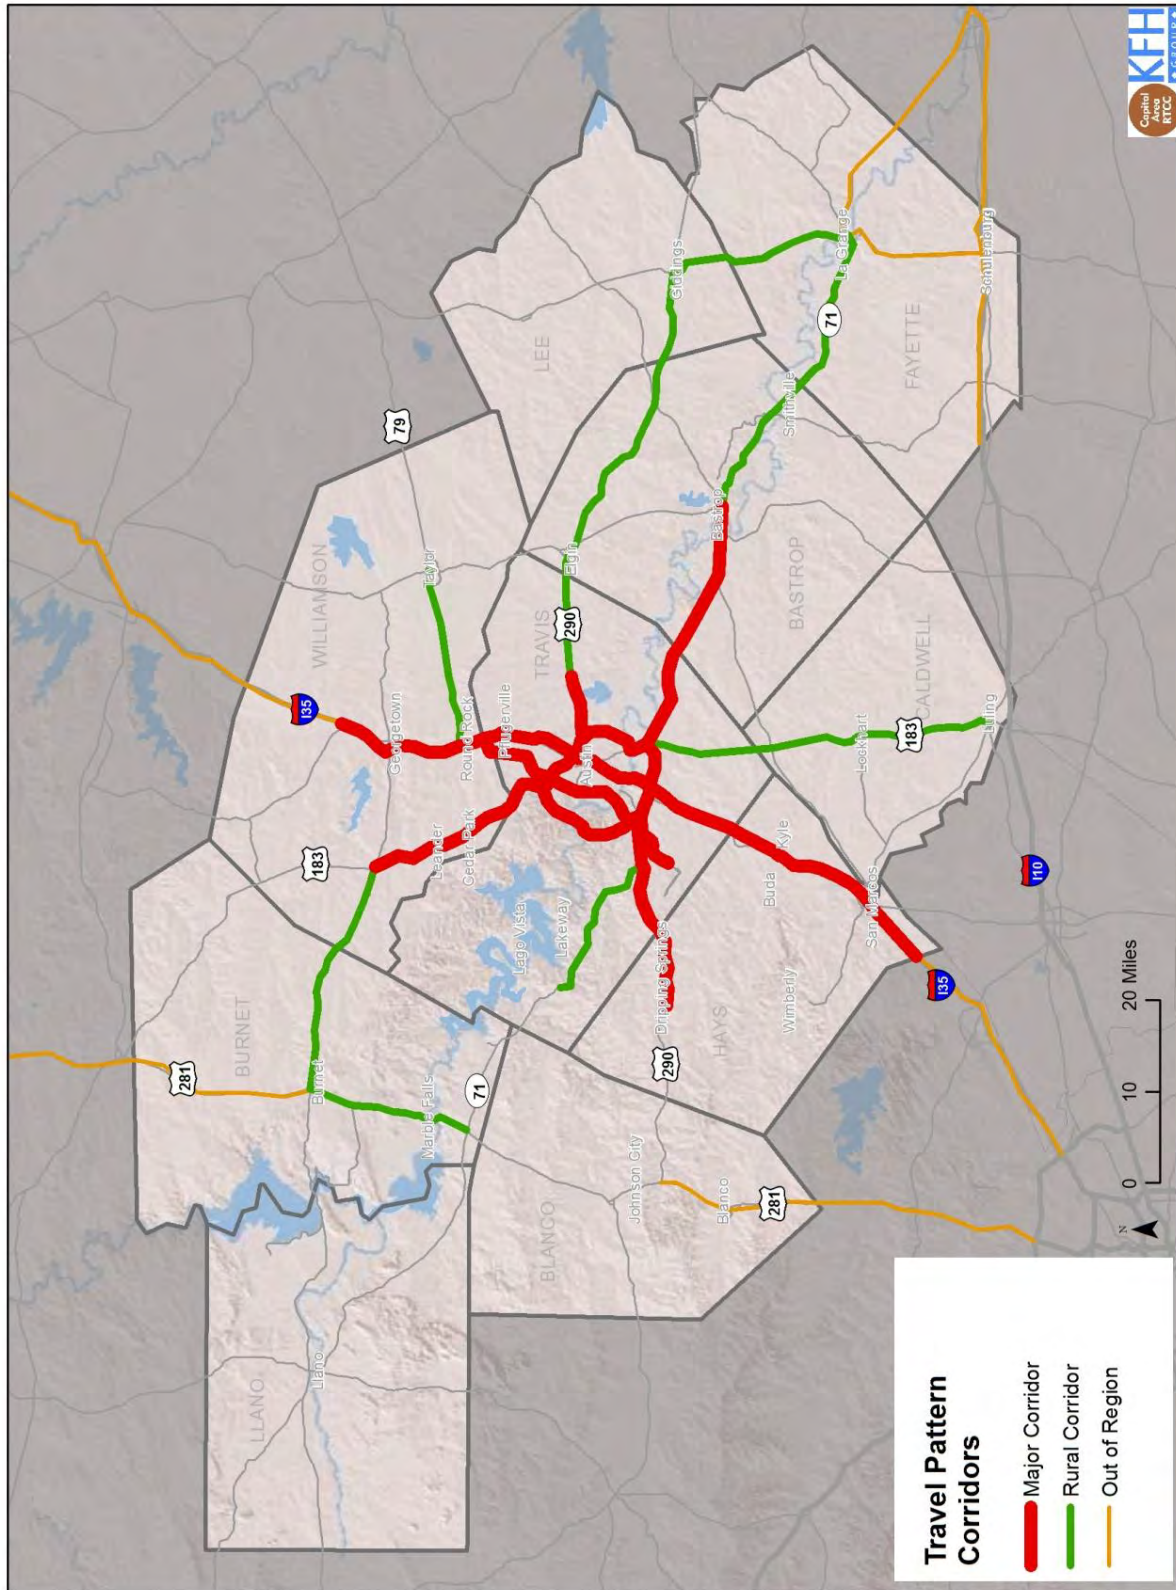 Travel Pattern
Corridors
Major Corridor
Rural Corridor
Out of Region
N
0
10
20 Miles
LLANO
Llano
BURNET
281
Burnet
Marble Falls
71
183
WILLIAMSON
I35
Georgetown
79
Taylor
Round Rock
Leander
Cedar Park
Pflugerville
Lago Vista
Lakeway
TRAVIS
290
Elgin
Austin
LEE
Giddings
BLANCO
Johnson City
Blanco
281
290
Dripping Springs
HAYS
Wimberly
Buda
Kyle
San Marcos
I35
BASTROP
Bastrop
Smithville
71
La Grange
FAYETTE
Schulenburg
CALDWELL
Lockhart
183
Luling
I10
Capital
Area
RTCC
KFH
GROUP